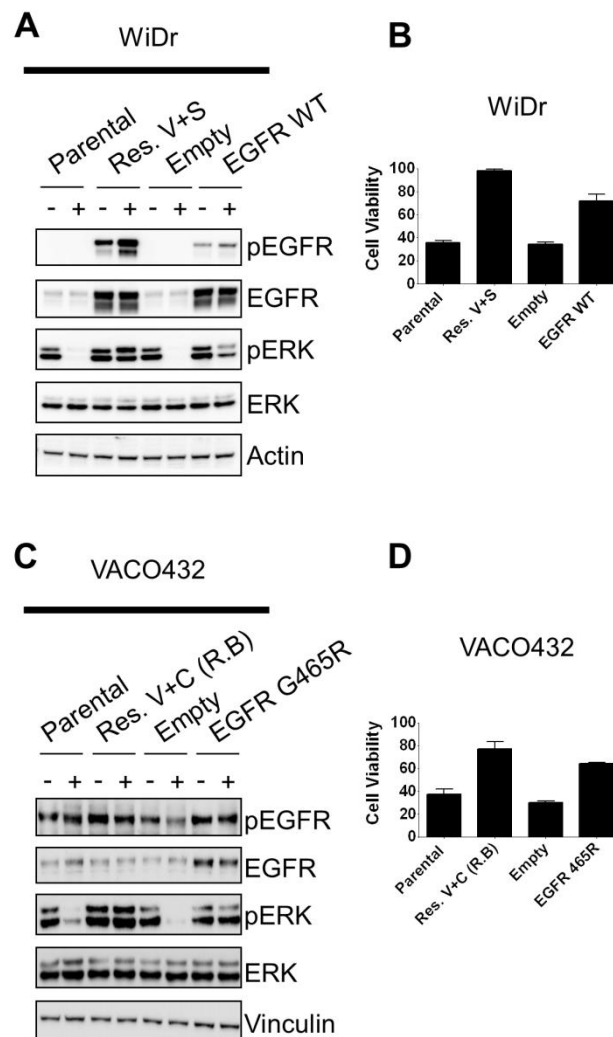 A
WiDr
Parental
Res. V+S
Empty
EGFR WT
- + - + - + - +
pEGFR
EGFR
pERK
ERK
Actin
B
WiDr
Cell Viability
100
80
60
40
20
0
Parental
Res. V+S
Empty
EGFR WT
C
VACO432
Parental
Res. V+C (R.B)
Empty
EGFR G465R
- + - + - + - +
pEGFR
EGFR
pERK
ERK
Vinculin
D
VACO432
Cell Viability
100
80
60
40
20
0
Parental
Res. V+C (R.B)
Empty
EGFR 465R